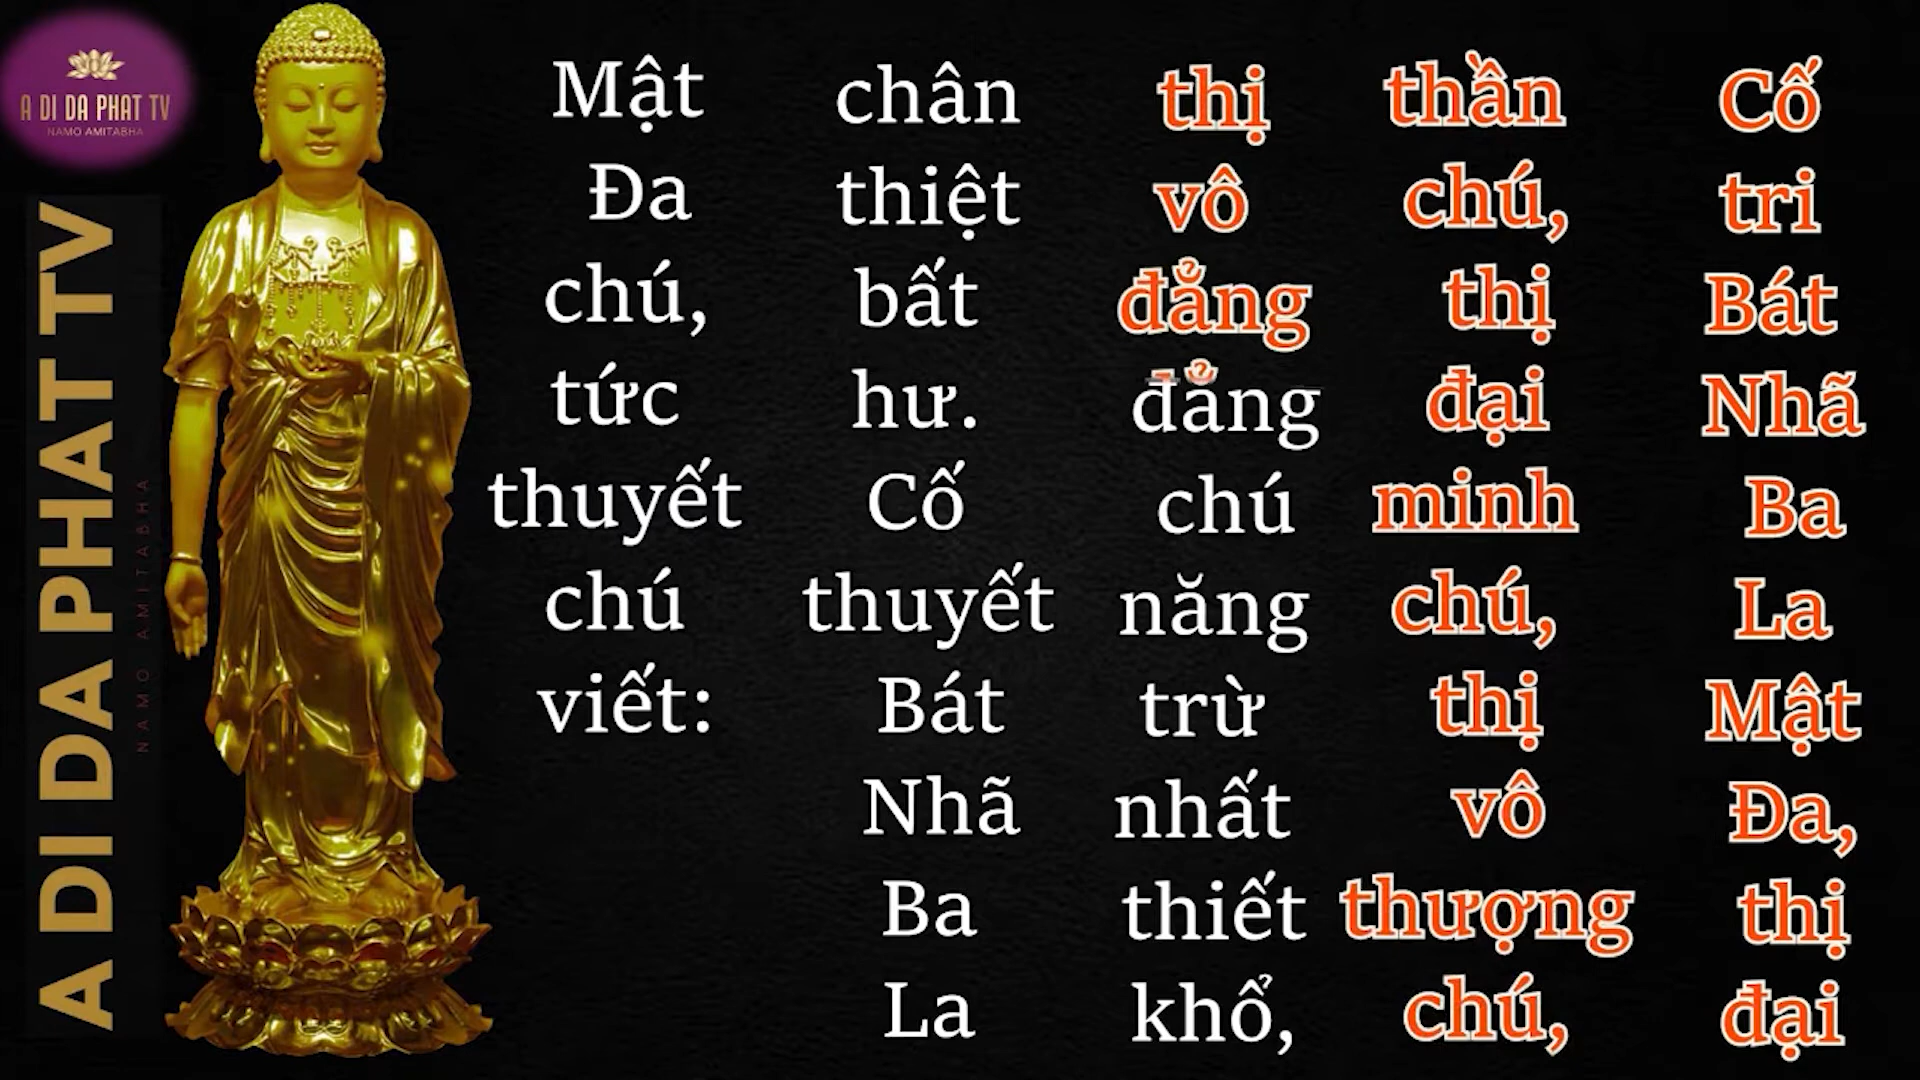 Cố tri Bát Nhã Ba La Mật Đa, thị đại
thần chú, thị đại minh chú, thị vô thượng chú,
thị vô đẳng đẳng chú năng trừ nhất thiết khổ,
chân thiệt bất hư. Cố thuyết Bát Nhã Ba La
Mật Đa chú, tức thuyết chú viết:
A DI DA PHAT TV
NAMO AMITABHA
A DI DA PHAT TV
NAMO AMITABHA